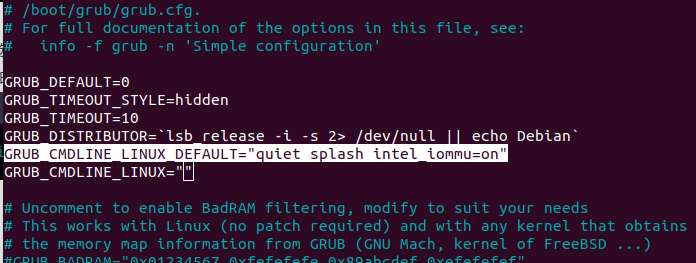 # /boot/grub/grub.cfg.
# For full documentation of the options in this file, see:
#   info -f grub -n 'Simple configuration'
GRUB_DEFAULT=0
GRUB_TIMEOUT_STYLE=hidden
GRUB_TIMEOUT=10
GRUB_DISTRIBUTOR=`lsb_release -i -s 2> /dev/null || echo Debian`
GRUB_CMDLINE_LINUX_DEFAULT="quiet splash intel_iommu=on"
GRUB_CMDLINE_LINUX=""
# Uncomment to enable BadRAM filtering, modify to suit your needs
# This works with Linux (no patch required) and with any kernel that obtains
# the memory map information from GRUB (GNU Mach, kernel of FreeBSD ...)
#GRUB_BADRAM="0x01234567,0xfefefefe,0x89abcdef,0xefefefef"